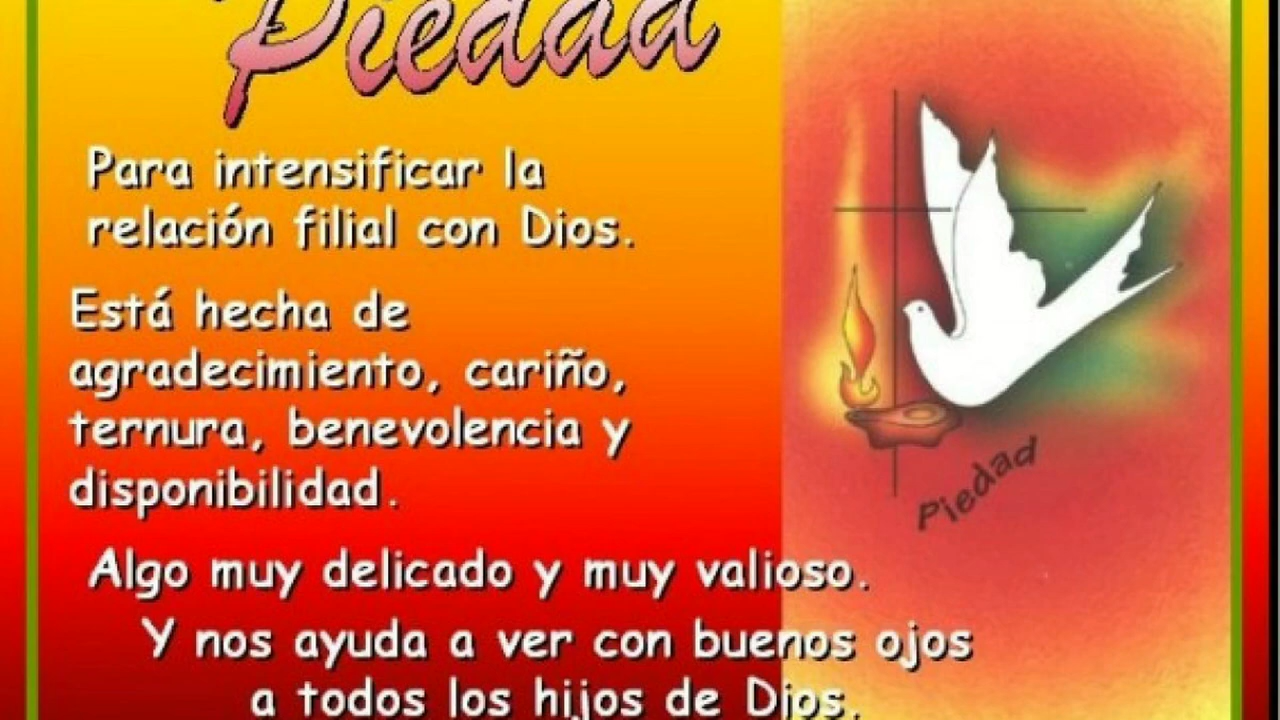 Piedad
Para intensificar la
relación filial con Dios.
Está hecha de
agradecimiento, cariño,
ternura, benevolencia y
disponibilidad.
Piedad
Algo muy delicado y muy valioso.
Y nos ayuda a ver con buenos ojos
a todos los hijos de Dios.